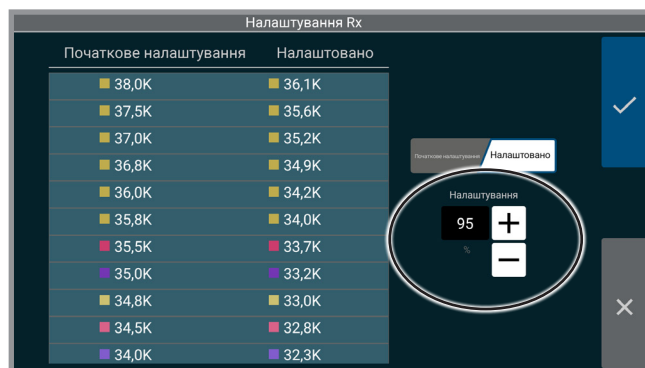 Налаштування Rx
Початкове налаштування Налаштовано
38,0K 36,1K
37,5K 35,6K
37,0K 35,2K
36,8K 34,9K
36,0K 34,2K
35,8K 34,0K
35,5K 33,7K
35,0K 33,2K
34,8K 33,0K
34,5K 32,8K
34,0K 32,3K
Початкове налаштування Налаштовано
Налаштування
95
%